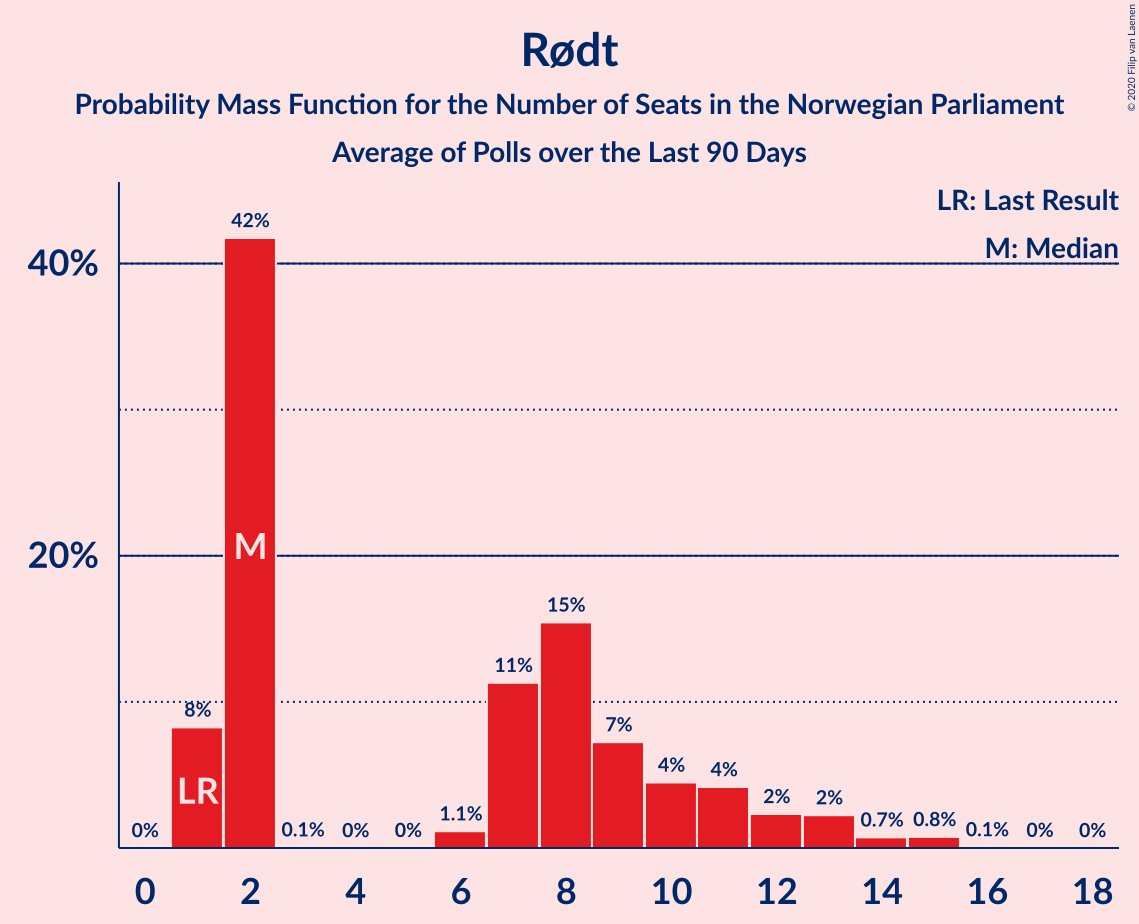 Rødt
Probability Mass Function for the Number of Seats in the Norwegian Parliament
Average of Polls over the Last 90 Days
© 2020 Filip van Laenen
LR: Last Result
M: Median
40%
20%
0%
8%
42%
0.1%
0%
0%
1.1%
11%
15%
7%
4%
4%
2%
2%
0.7%
0.8%
0.1%
0%
0%
LR
M
0 2 4 6 8 10 12 14 16 18